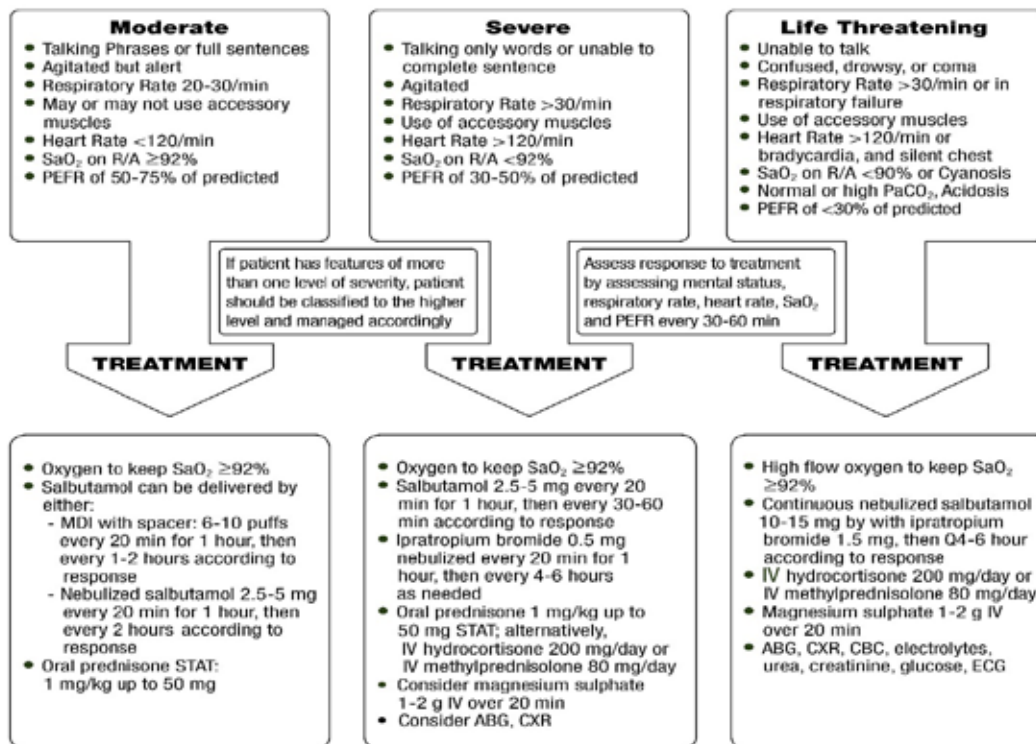 Moderate
• Talking Phrases or full sentences
• Agitated but alert
• Respiratory Rate 20-30/min
• May or may not use accessory
muscles
• Heart Rate <120/min
• SaO₂ on R/A ≥92%
• PEFR of 50-75% of predicted
Severe
• Talking only words or unable to
complete sentence
• Agitated
• Respiratory Rate >30/min
• Use of accessory muscles
• Heart Rate >120/min
• SaO₂ on R/A <92%
• PEFR of 30-50% of predicted
Life Threatening
• Unable to talk
• Confused, drowsy, or coma
• Respiratory Rate >30/min or in
respiratory failure
• Use of accessory muscles
• Heart Rate >120/min or
bradycardia, and silent chest
• SaO₂ on R/A <90% or Cyanosis
• Normal or high PaCO₂, Acidosis
• PEFR of <30% of predicted
If patient has features of more
than one level of severity, patient
should be classified to the higher
level and managed accordingly
Assess response to treatment
by assessing mental status,
respiratory rate, heart rate, SaO₂
and PEFR every 30-60 min
TREATMENT
TREATMENT
TREATMENT
• Oxygen to keep SaO₂ ≥92%
• Salbutamol can be delivered by
either:
- MDI with spacer: 6-10 puffs
every 20 min for 1 hour, then
every 1-2 hours according to
response
- Nebulized salbutamol 2.5-5 mg
every 20 min for 1 hour, then
every 2 hours according to
response
• Oral prednisone STAT:
1 mg/kg up to 50 mg
• Oxygen to keep SaO₂ ≥92%
• Salbutamol 2.5-5 mg every 20
min for 1 hour, then every 30-60
min according to response
• Ipratropium bromide 0.5 mg
nebulized every 20 min for 1
hour, then every 4-6 hours
as needed
• Oral prednisone 1 mg/kg up to
50 mg STAT; alternatively,
IV hydrocortisone 200 mg/day or
IV methylprednisolone 80 mg/day
• Consider magnesium sulphate
1-2 g IV over 20 min
• Consider ABG, CXR
• High flow oxygen to keep SaO₂
≥92%
• Continuous nebulized salbutamol
10-15 mg by with ipratropium
bromide 1.5 mg, then Q4-6 hour
according to response
• IV hydrocortisone 200 mg/day or
IV methylprednisolone 80 mg/day
• Magnesium sulphate 1-2 g IV
over 20 min
• ABG, CXR, CBC, electrolytes,
urea, creatinine, glucose, ECG